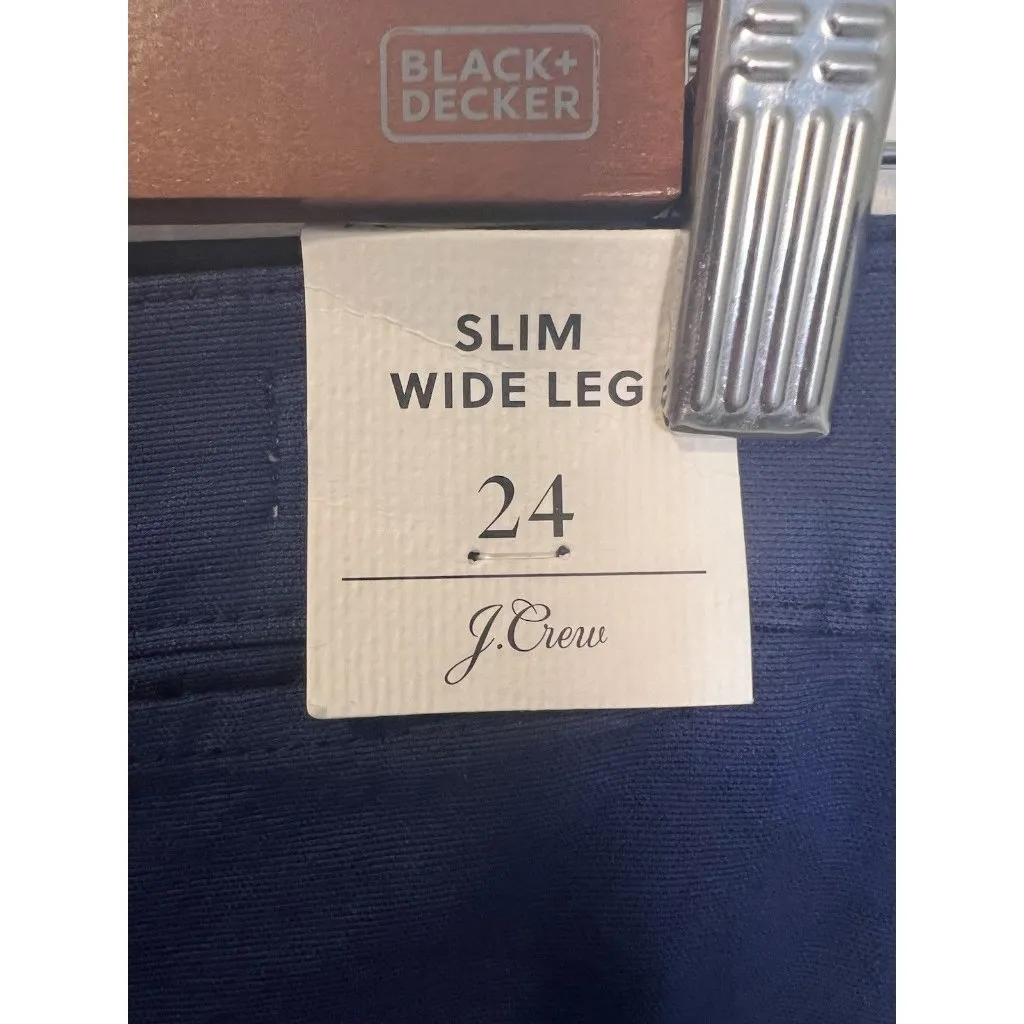 BLACK+
DECKER
SLIM
WIDE LEG
24
J.Crew